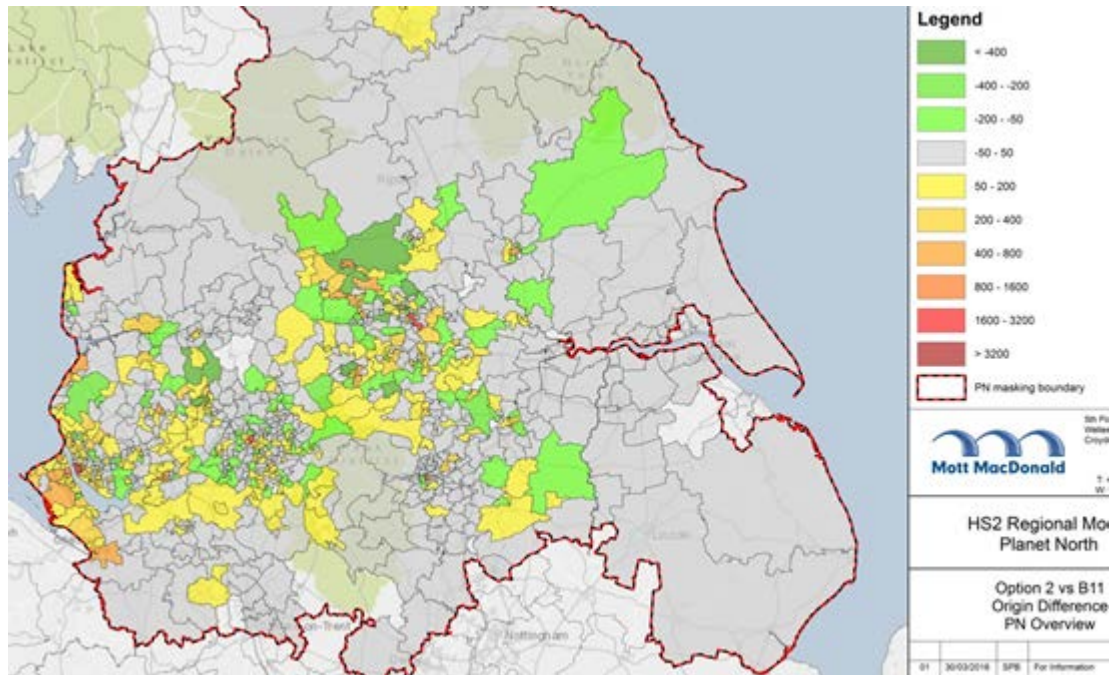 Legend
< -400
-400 - -200
-200 - -50
-50 - 50
50 - 200
200 - 400
400 - 800
800 - 1600
1600 - 3200
> 3200
PN masking boundary
Mott MacDonald
HS2 Regional
Planet North
Option 2 vs B11
Origin Difference
PN Overview
01 30/03/2016 SPB For Information
Nottingham
Lincoln